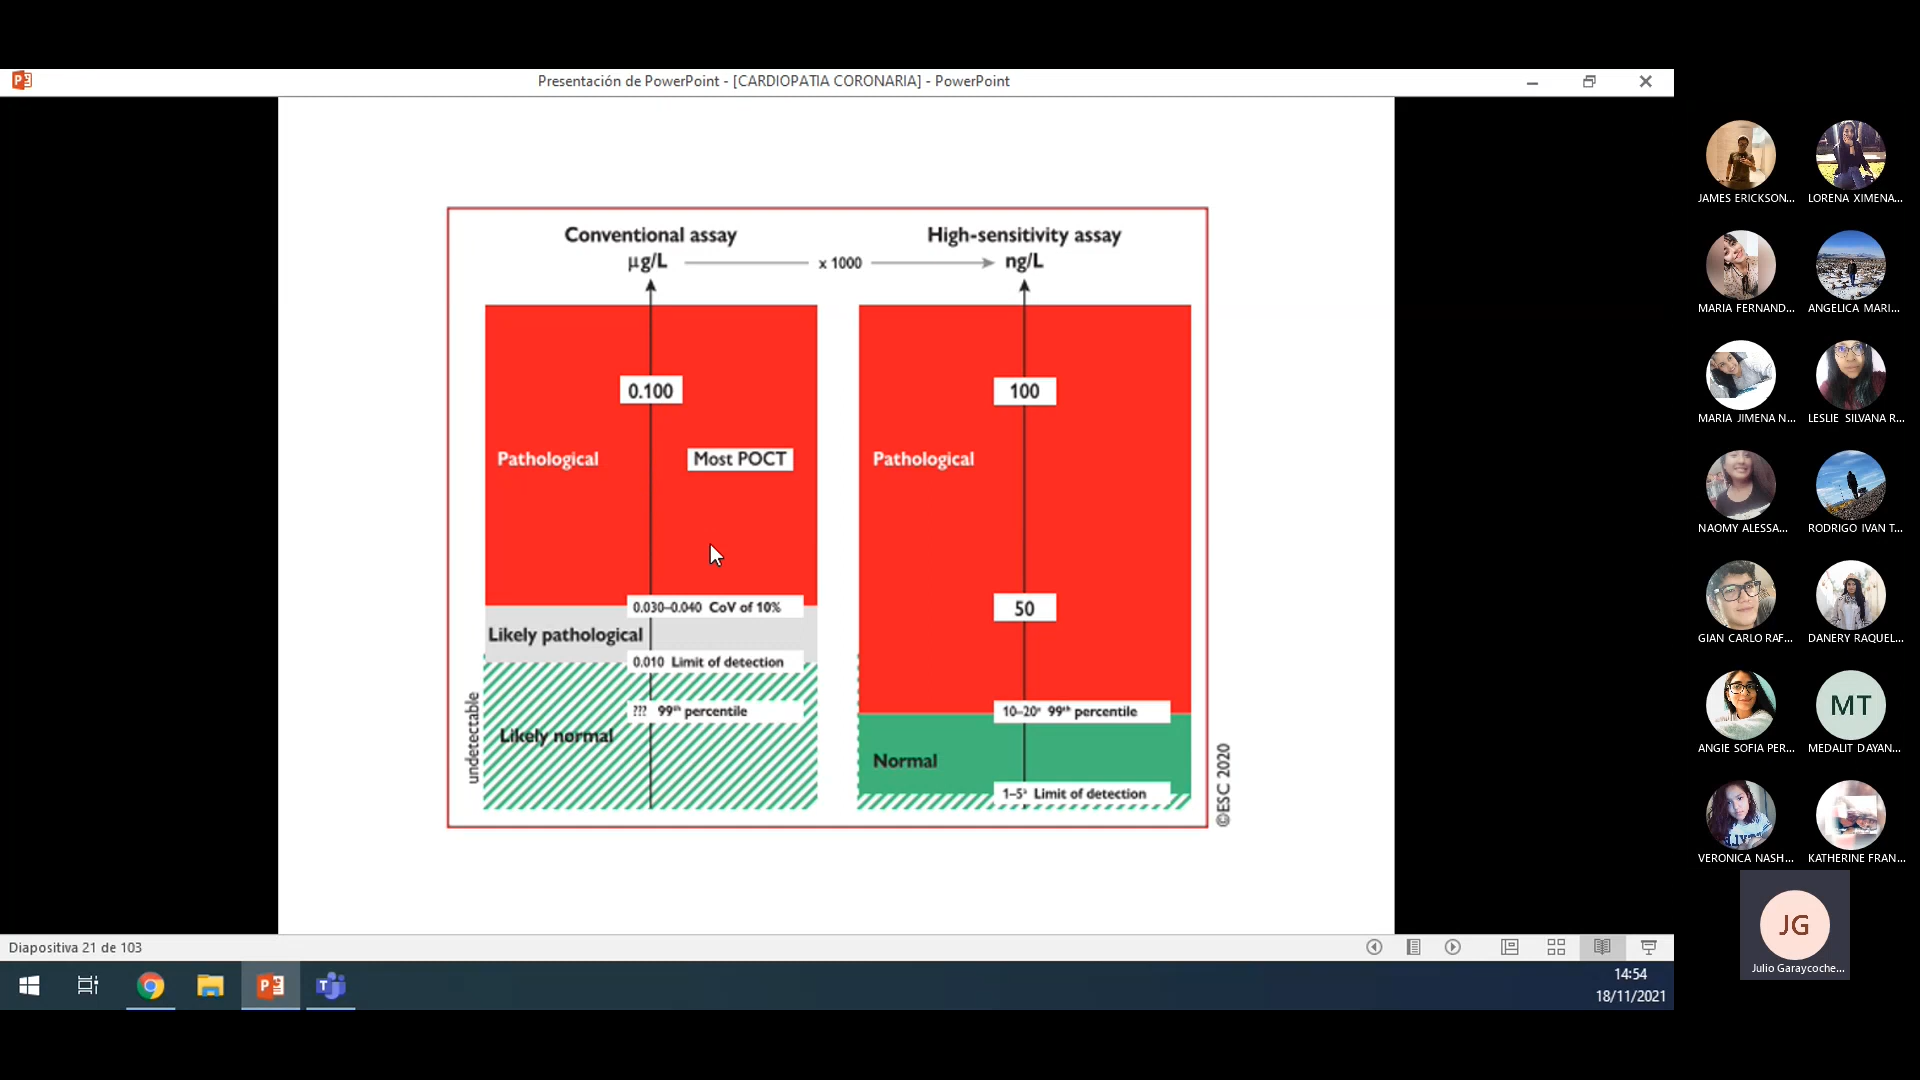 Presentación de PowerPoint - [CARDIOPATIA CORONARIA] - PowerPoint
Conventional assay
µg/L
x 1000
High-sensitivity assay
ng/L
0.100
Pathological
Most POCT
0.030–0.040 CoV of 10%
Likely pathological
0.010 Limit of detection
??? 99th percentile
Likely normal
undetectable
100
Pathological
50
10–20a 99th percentile
Normal
1–5a Limit of detection
©ESC 2020
JAMES ERICKSON...
LORENA XIMENA...
MARIA FERNAND...
ANGELICA MARI...
MARIA JIMENA N...
LESLIE SILVANA R...
NAOMY ALESSA...
RODRIGO IVAN T...
GIAN CARLO RAF...
DANERY RAQUEL...
ANGIE SOFIA PER...
MT
MEDALIT DAYAN...
VERONICA NASH...
KATHERINE FRAN...
JG
Julio Garaycoche...
Diapositiva 21 de 103
14:54
18/11/2021